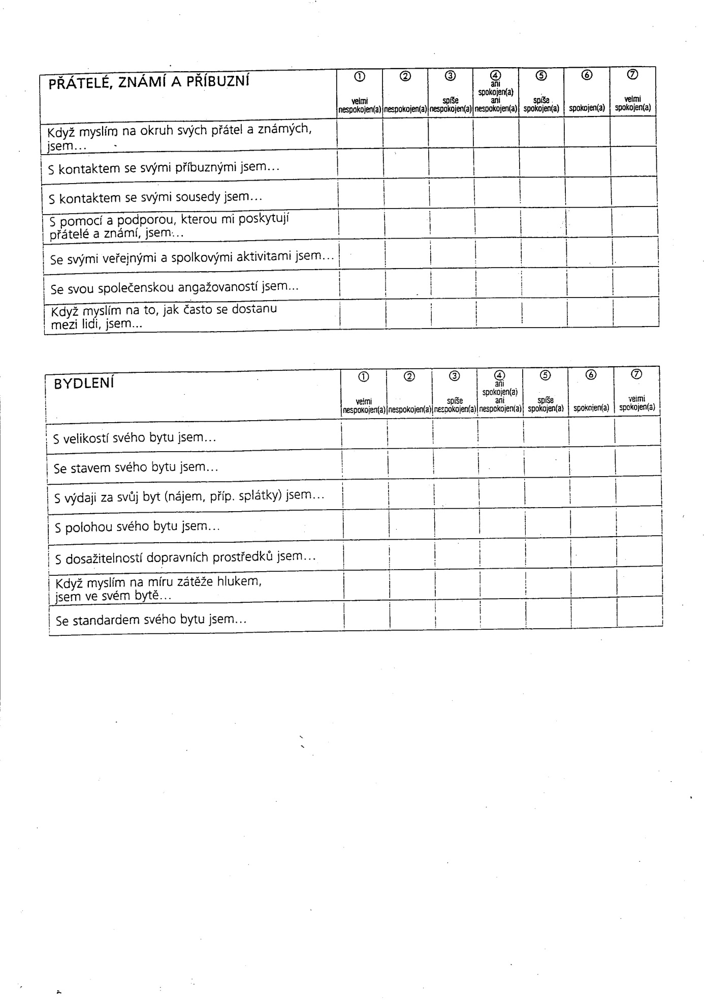 PŘÁTELÉ, ZNÁMÍ A PŘÍBUZNÍ
① velmi nespokojen(a)
② nespokojen(a)
③ spíše nespokojen(a)
④ ani spokojen(a) ani nespokojen(a)
⑤ spíše spokojen(a)
⑥ spokojen(a)
⑦ velmi spokojen(a)
Když myslím na okruh svých přátel a známých,
jsem...
S kontaktem se svými příbuznými jsem...
S kontaktem se svými sousedy jsem...
S pomocí a podporou, kterou mi poskytují
přátelé a známí, jsem...
Se svými veřejnými a spolkovými aktivitami jsem...
Se svou společenskou angažovaností jsem...
Když myslím na to, jak často se dostanu
mezi lidi, jsem...
BYDLENÍ
① velmi nespokojen(a)
② nespokojen(a)
③ spíše nespokojen(a)
④ ani spokojen(a) ani nespokojen(a)
⑤ spíše spokojen(a)
⑥ spokojen(a)
⑦ velmi spokojen(a)
S velikostí svého bytu jsem...
Se stavem svého bytu jsem...
S výdaji za svůj byt (nájem, příp. splátky) jsem...
S polohou svého bytu jsem...
S dosažitelností dopravních prostředků jsem...
Když myslím na míru zátěže hlukem,
jsem ve svém bytě...
Se standardem svého bytu jsem...